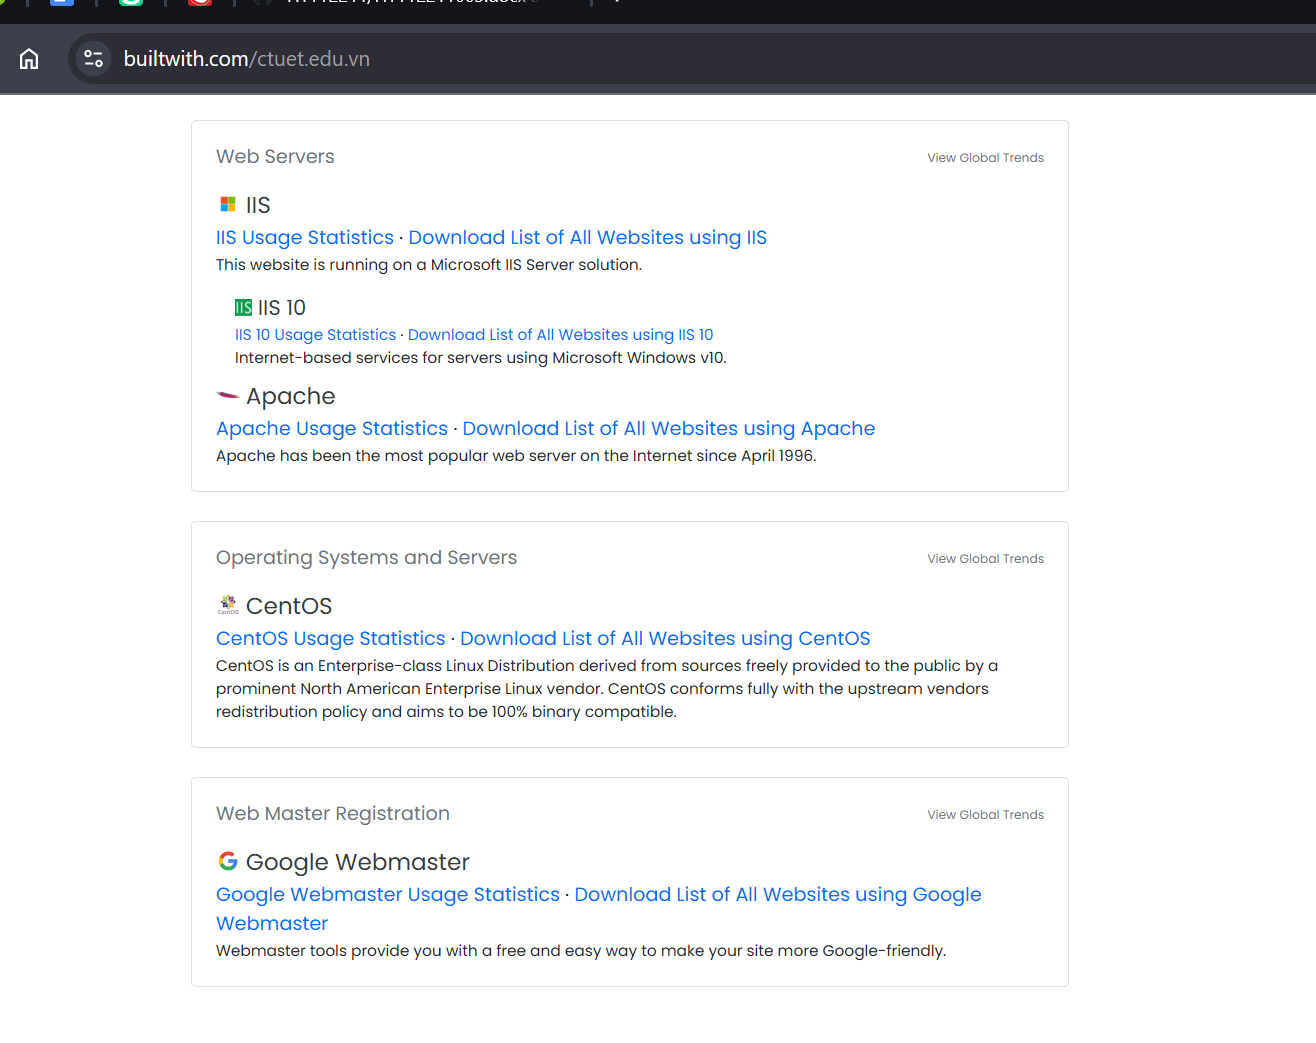 builtwith.com/ctuet.edu.vn
Web Servers
View Global Trends
IIS
IIS Usage Statistics · Download List of All Websites using IIS
This website is running on a Microsoft IIS Server solution.
IIS IIS 10
IIS 10 Usage Statistics · Download List of All Websites using IIS 10
Internet-based services for servers using Microsoft Windows v10.
Apache
Apache Usage Statistics · Download List of All Websites using Apache
Apache has been the most popular web server on the Internet since April 1996.
Operating Systems and Servers
View Global Trends
CentOS CentOS
CentOS Usage Statistics · Download List of All Websites using CentOS
CentOS is an Enterprise-class Linux Distribution derived from sources freely provided to the public by a
prominent North American Enterprise Linux vendor. CentOS conforms fully with the upstream vendors
redistribution policy and aims to be 100% binary compatible.
Web Master Registration
View Global Trends
Google Webmaster
Google Webmaster Usage Statistics · Download List of All Websites using Google
Webmaster
Webmaster tools provide you with a free and easy way to make your site more Google-friendly.